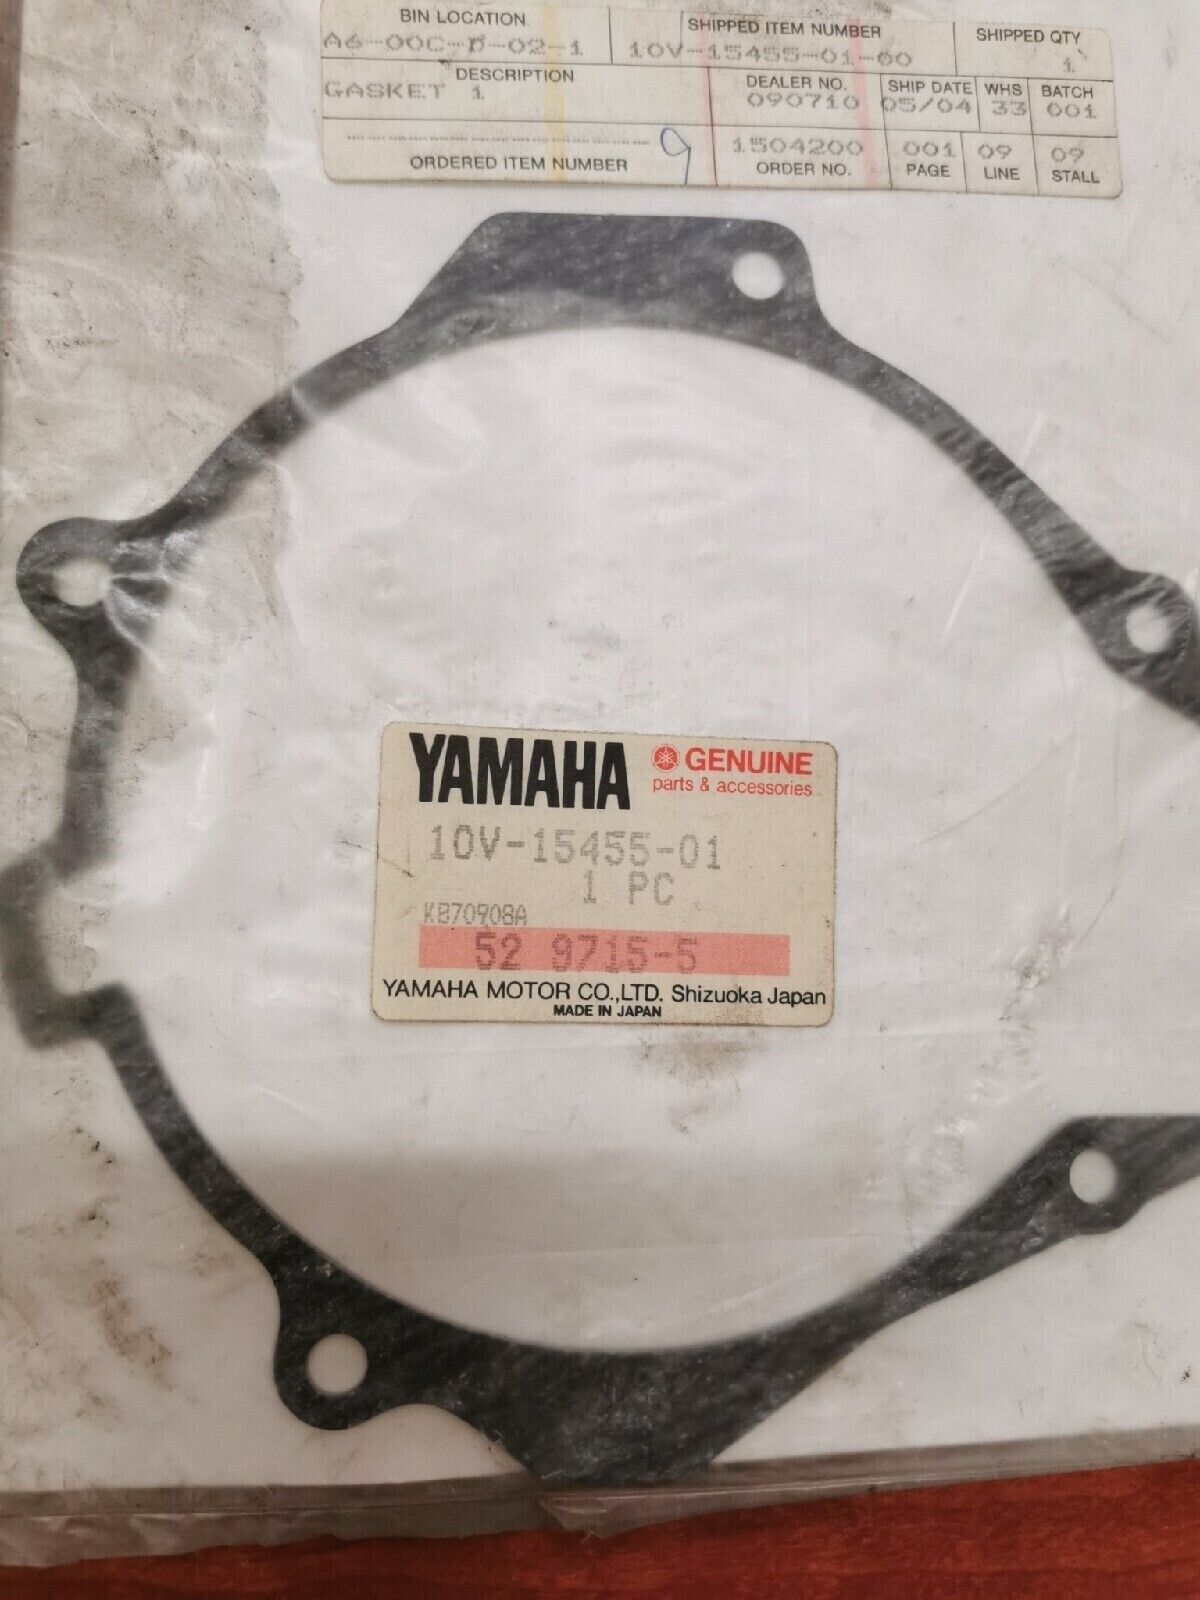 BIN LOCATION SHIPPED ITEM NUMBER SHIPPED QTY
A6-00C-D-02-1 10V-15455-01-00 1
DESCRIPTION DEALER NO. SHIP DATE WHS BATCH
GASKET 1 090710 05/04 33 001
9 1504200 001 09 09
ORDERED ITEM NUMBER ORDER NO. PAGE LINE STALL
YAMAHA GENUINE
parts & accessories
10V-15455-01
1 PC
KB70908A
52 9715-5
YAMAHA MOTOR CO.,LTD. Shizuoka Japan
MADE IN JAPAN